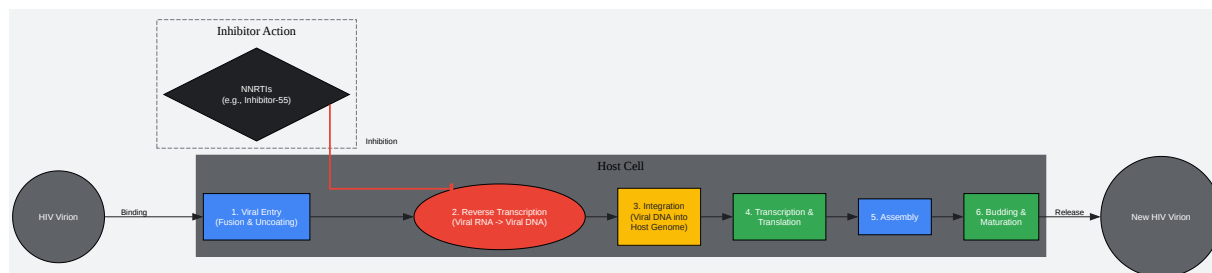 Inhibitor Action
NNRTIs
(e.g., Inhibitor-55)
Inhibition
Host Cell
HIV Virion
Binding
1. Viral Entry
(Fusion & Uncoating)
2. Reverse Transcription
(Viral RNA -> Viral DNA)
3. Integration
(Viral DNA into
Host Genome)
4. Transcription &
Translation
5. Assembly
6. Budding &
Maturation
Release
New HIV Virion